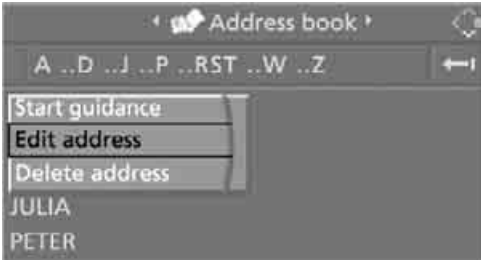 Address book
A ..D ..J ..P ..RST ..W ..Z
Start guidance
Edit address
Delete address
JULIA
PETER